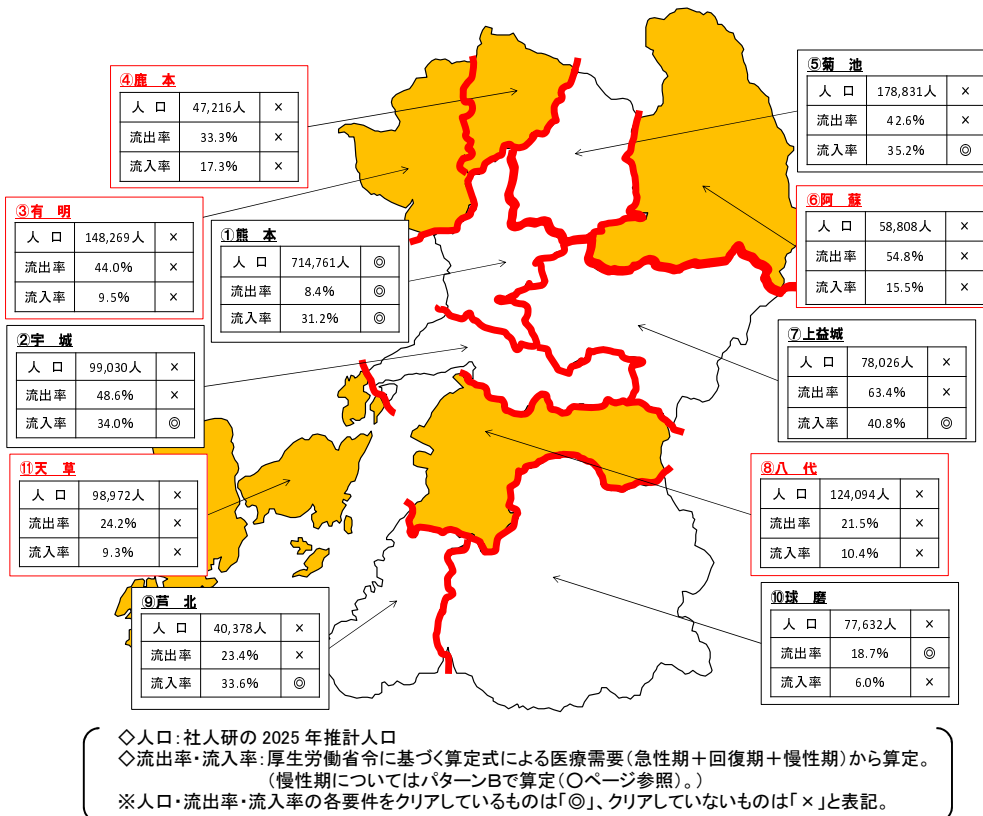 ④鹿 本
人 口 47,216人 ×
流出率 33.3% ×
流入率 17.3% ×
⑤菊 池
人 口 178,831人 ×
流出率 42.6% ×
流入率 35.2% ◎
③有 明
人 口 148,269人 ×
流出率 44.0% ×
流入率 9.5% ×
①熊 本
人 口 714,761人 ◎
流出率 8.4% ◎
流入率 31.2% ◎
⑥阿 蘇
人 口 58,808人 ×
流出率 54.8% ×
流入率 15.5% ×
②宇 城
人 口 99,030人 ×
流出率 48.6% ×
流入率 34.0% ◎
⑦上益城
人 口 78,026人 ×
流出率 63.4% ×
流入率 40.8% ◎
⑪天 草
人 口 98,972人 ×
流出率 24.2% ×
流入率 9.3% ×
⑧八 代
人 口 124,094人 ×
流出率 21.5% ×
流入率 10.4% ×
⑨芦 北
人 口 40,378人 ×
流出率 23.4% ×
流入率 33.6% ◎
⑩球 磨
人 口 77,632人 ×
流出率 18.7% ◎
流入率 6.0% ×
◇人口：社人研の 2025 年推計人口
◇流出率・流入率：厚生労働省令に基づく算定式による医療需要（急性期＋回復期＋慢性期）から算定。
（慢性期についてはパターンＢで算定（〇ページ参照）。）
※人口・流出率・流入率の各要件をクリアしているものは「◎」、クリアしていないものは「×」と表記。